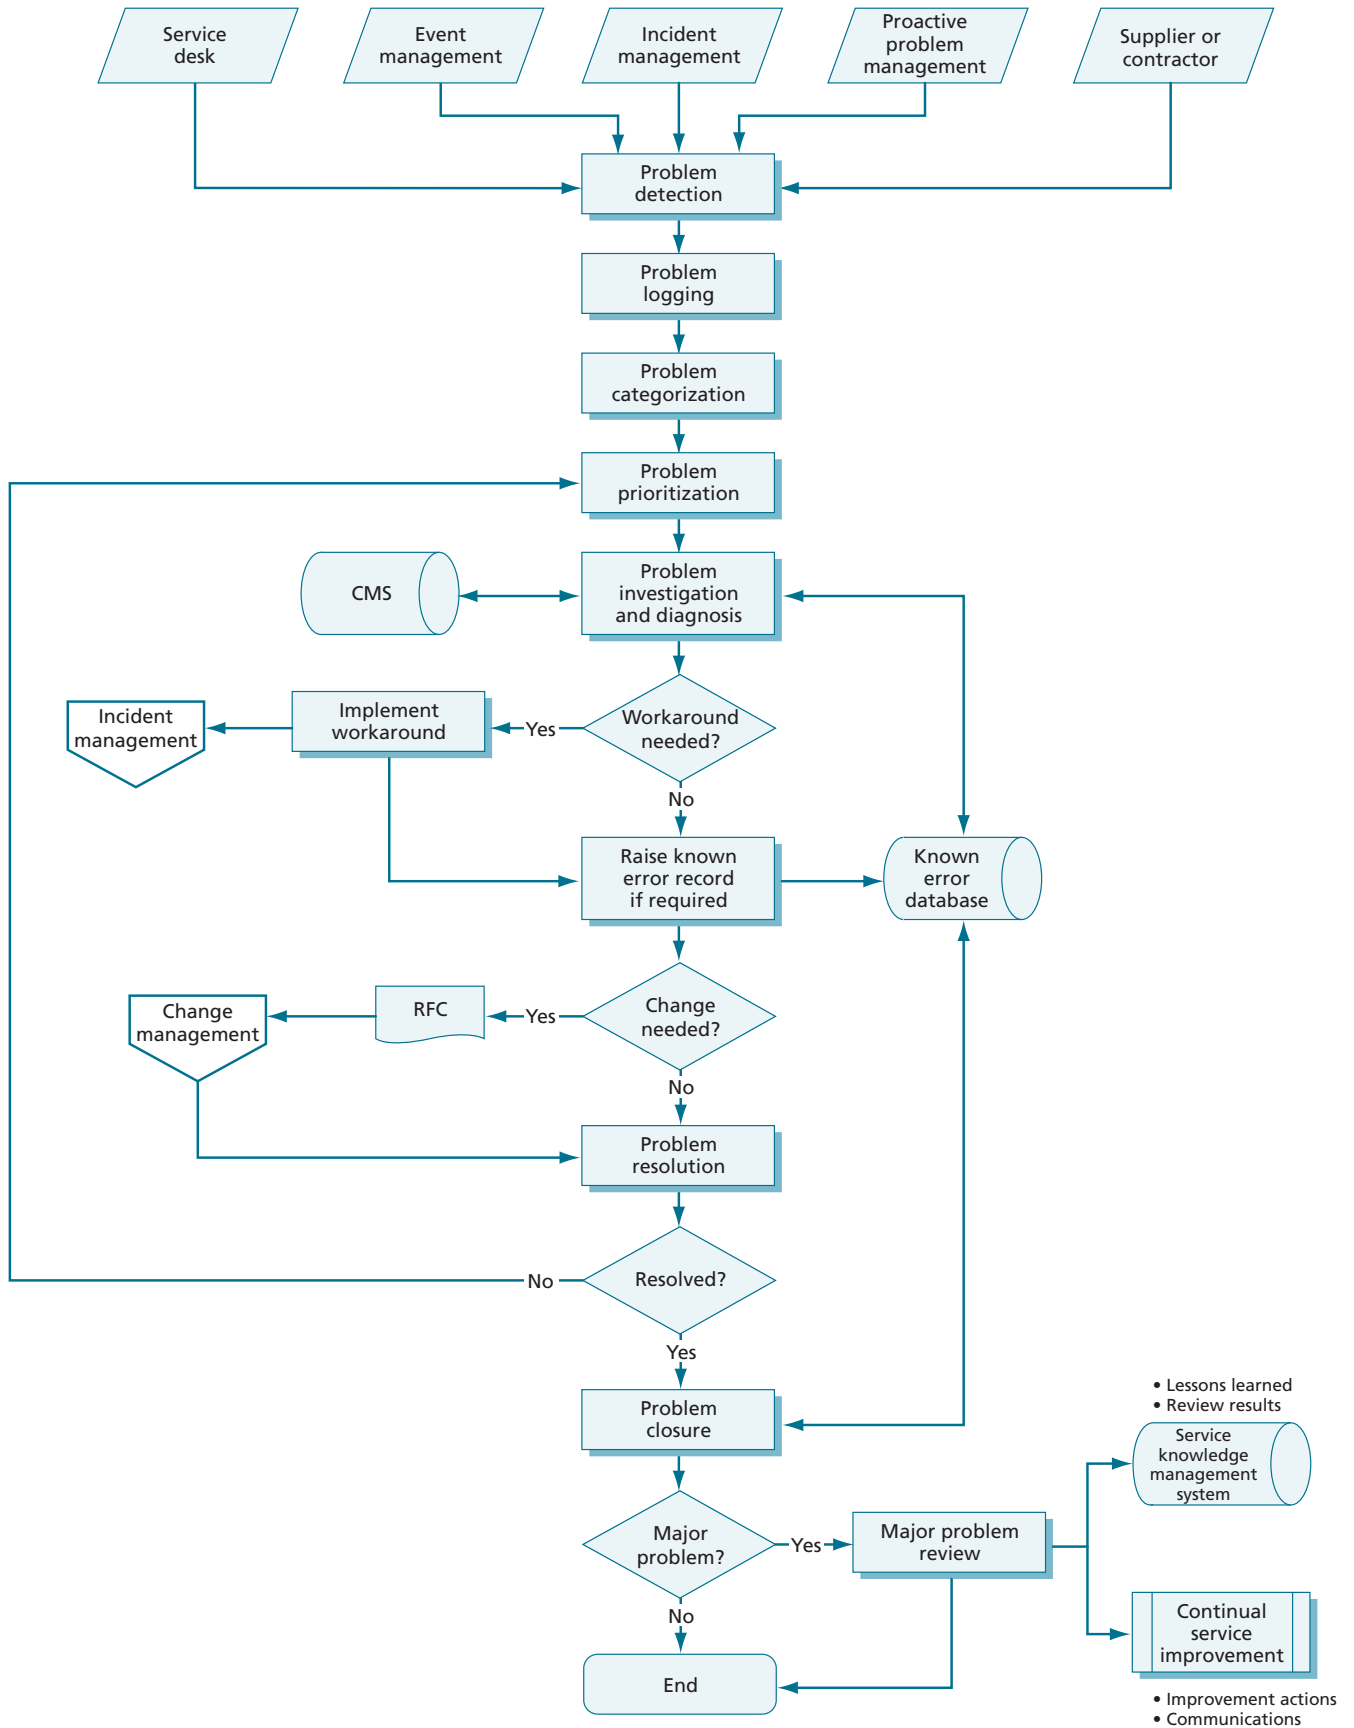 Service
desk
Event
management
Incident
management
Proactive
problem
management
Supplier or
contractor
Problem
detection
Problem
logging
Problem
categorization
Problem
prioritization
CMS
Problem
investigation
and diagnosis
Incident
management
Implement
workaround
Yes
Workaround
needed?
No
Raise known
error record
if required
Known
error
database
Change
management
RFC
Yes
Change
needed?
No
Problem
resolution
No
Resolved?
Yes
Problem
closure
• Lessons learned
• Review results
Service
knowledge
management
system
Major
problem?
Yes
Major problem
review
No
Continual
service
improvement
End
• Improvement actions
• Communications